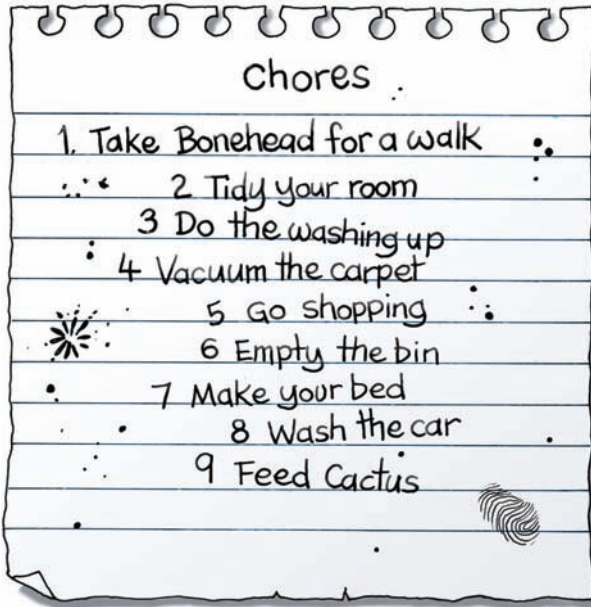 Chores
1. Take Bonehead for a walk
2 Tidy your room
3 Do the washing up
4 Vacuum the carpet
5 Go shopping
6 Empty the bin
7 Make your bed
8 Wash the car
9 Feed Cactus